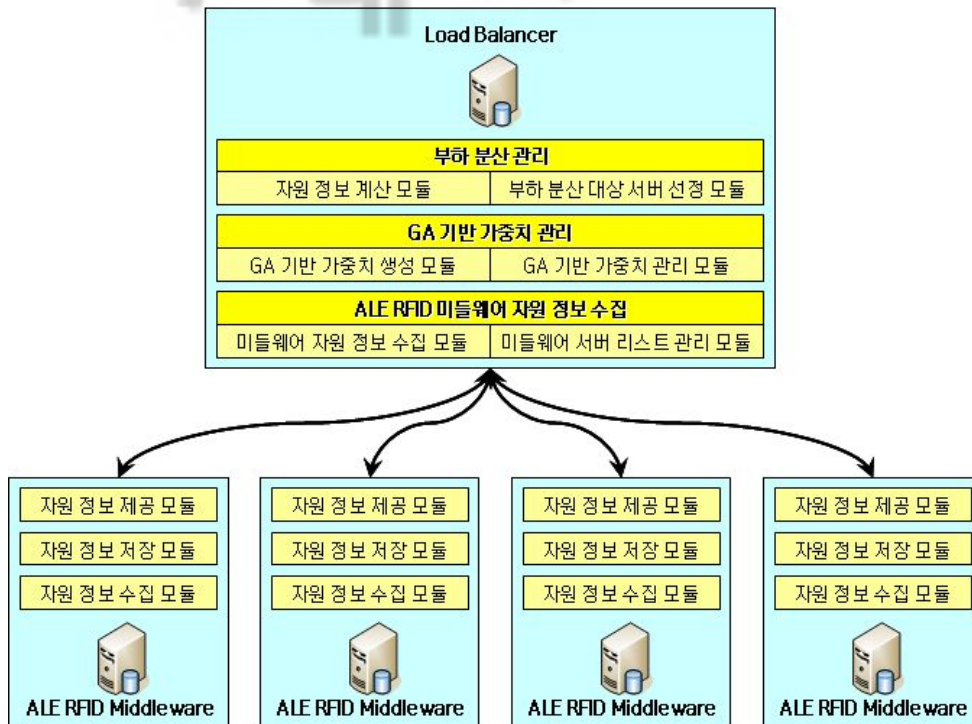 Load Balancer
부하 분산 관리
자원 정보 계산 모듈
부하 분산 대상 서버 선정 모듈
GA 기반 가중치 관리
GA 기반 가중치 생성 모듈
GA 기반 가중치 관리 모듈
ALE RFID 미들웨어 자원 정보 수집
미들웨어 자원 정보 수집 모듈
미들웨어 서버 리스트 관리 모듈
자원 정보 제공 모듈
자원 정보 저장 모듈
자원 정보 수집 모듈
ALE RFID Middleware
자원 정보 제공 모듈
자원 정보 저장 모듈
자원 정보 수집 모듈
ALE RFID Middleware
자원 정보 제공 모듈
자원 정보 저장 모듈
자원 정보 수집 모듈
ALE RFID Middleware
자원 정보 제공 모듈
자원 정보 저장 모듈
자원 정보 수집 모듈
ALE RFID Middleware